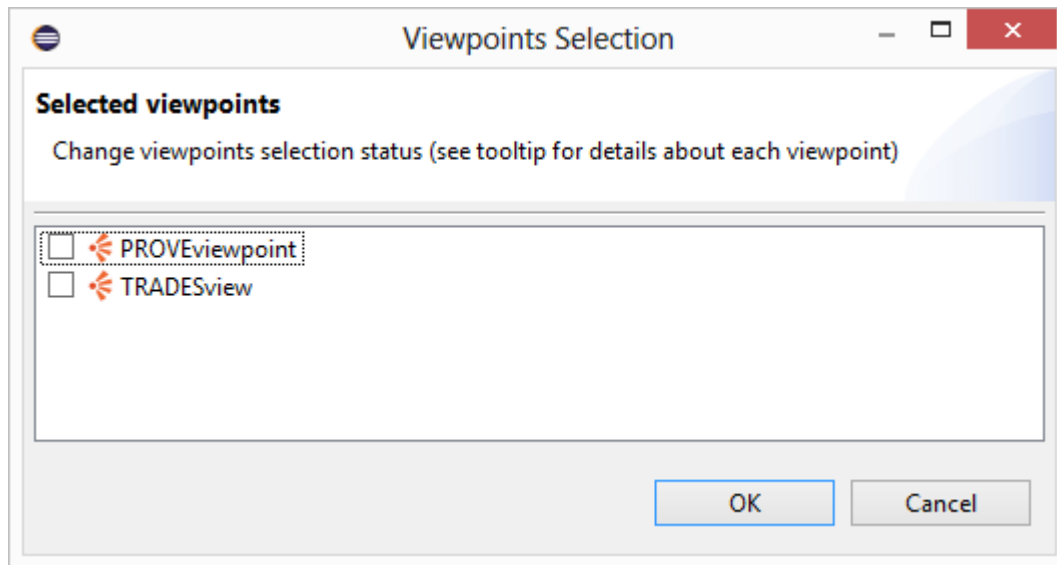 Viewpoints Selection
Selected viewpoints
Change viewpoints selection status (see tooltip for details about each viewpoint)
PROVEviewpoint
TRADESview
OK
Cancel